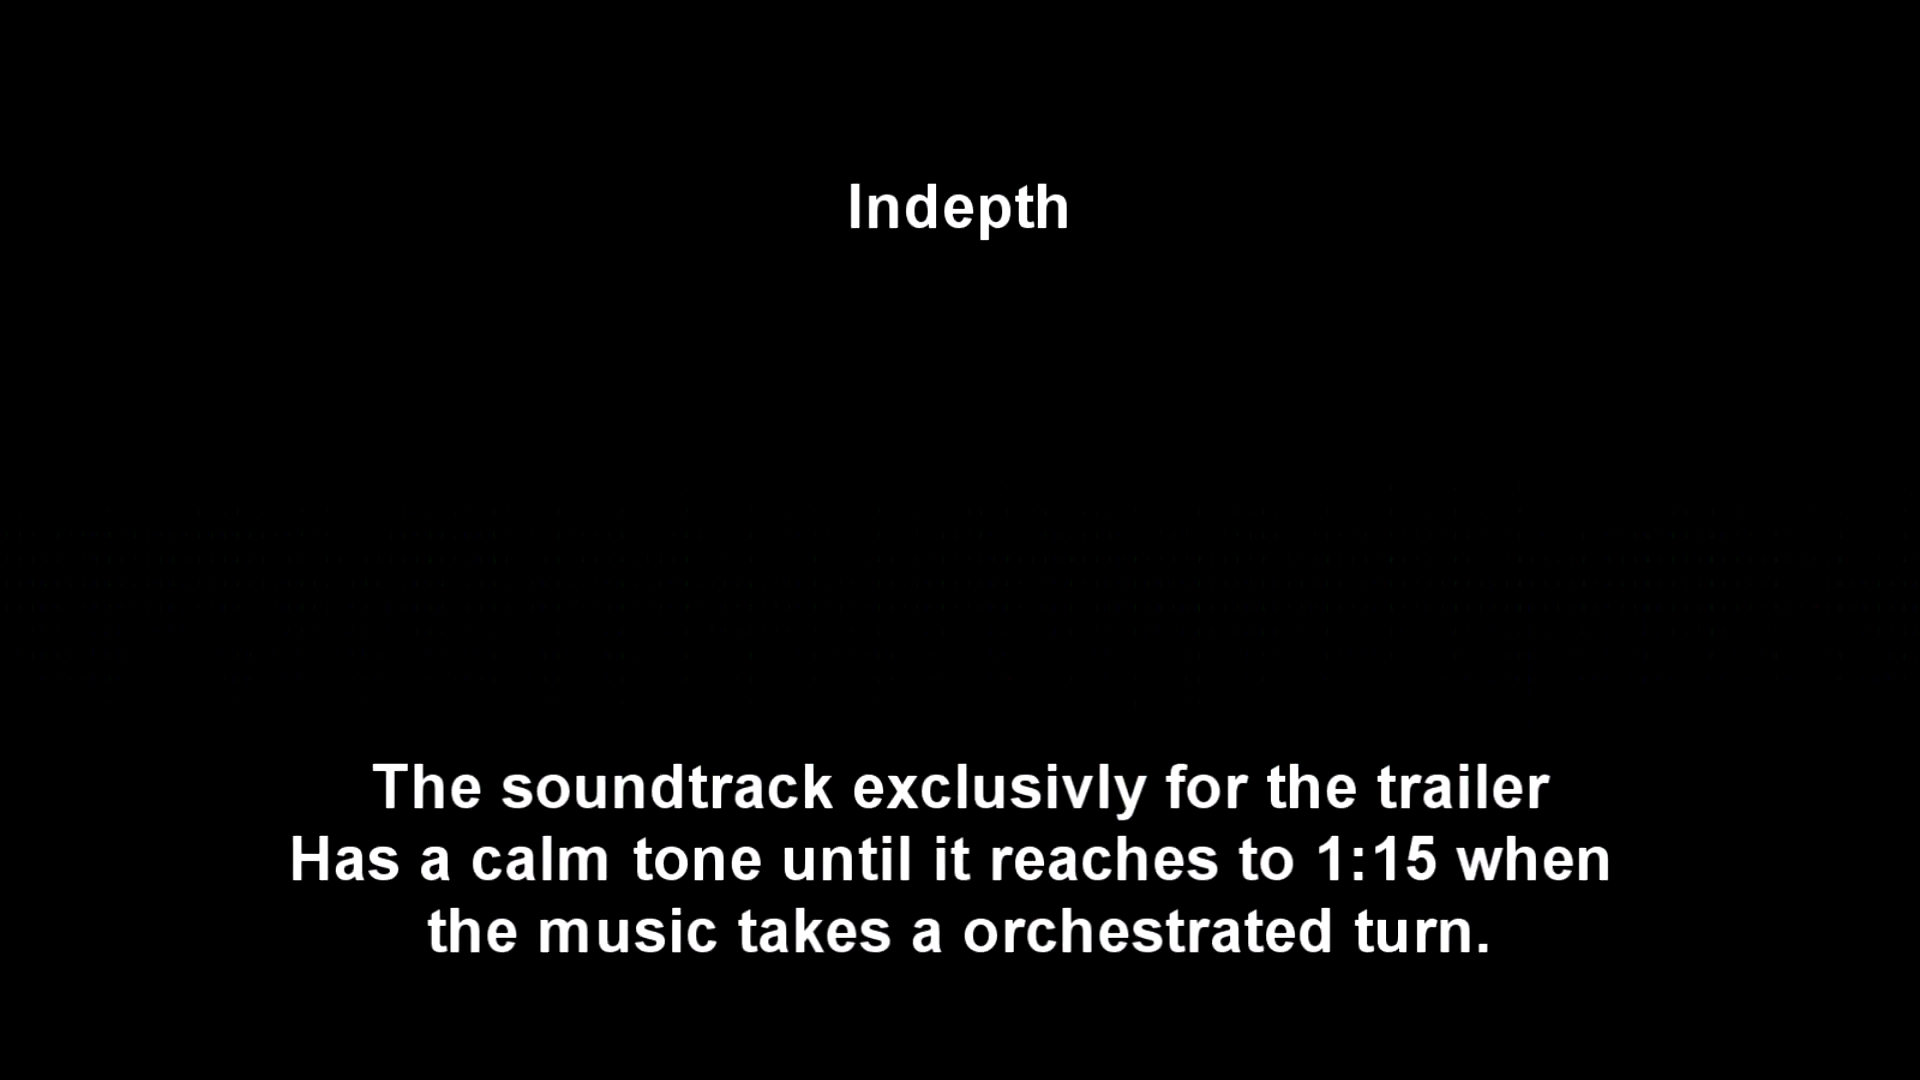 Indepth
The soundtrack exclusivly for the trailer
Has a calm tone until it reaches to 1:15 when
the music takes a orchestrated turn.